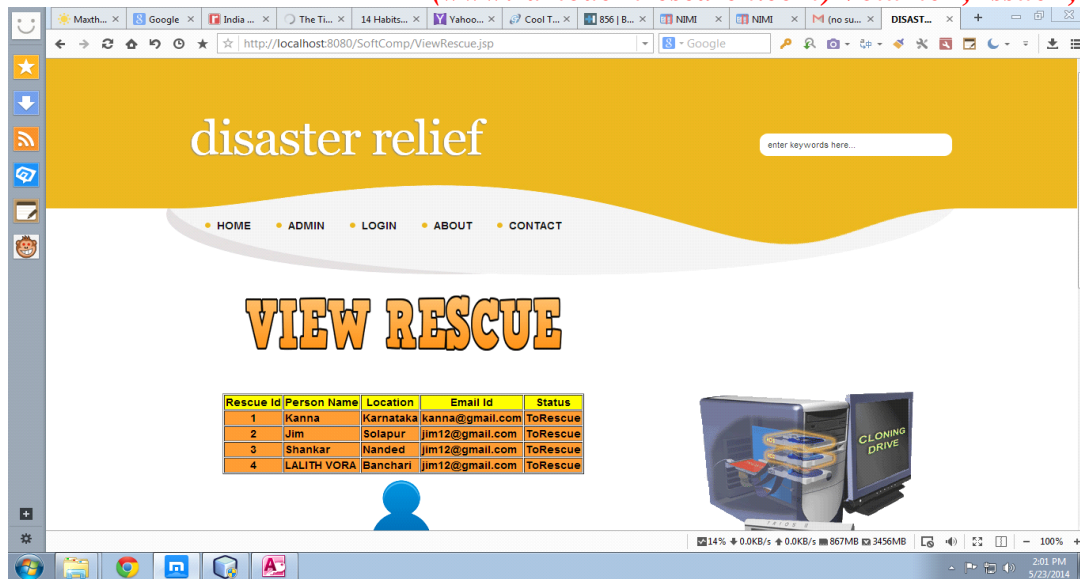 Maxth... Google India ... The Ti... 14 Habits... Yahoo... Cool T... 856 | B... NIMI NIMI (no su... DISAST...
http://localhost:8080/SoftComp/ViewRescue.jsp Google
disaster relief
enter keywords here...
HOME ADMIN LOGIN ABOUT CONTACT
VIEW RESCUE
Rescue Id Person Name Location Email Id Status
1 Kanna Karnataka kanna@gmail.com ToRescue
2 Jim Solapur jim12@gmail.com ToRescue
3 Shankar Nanded jim12@gmail.com ToRescue
4 LALITH VORA Banchari jim12@gmail.com ToRescue
CLONING
DRIVE
14% 0.0KB/s 0.0KB/s 867MB 3456MB 100%
2:01 PM
5/23/2014